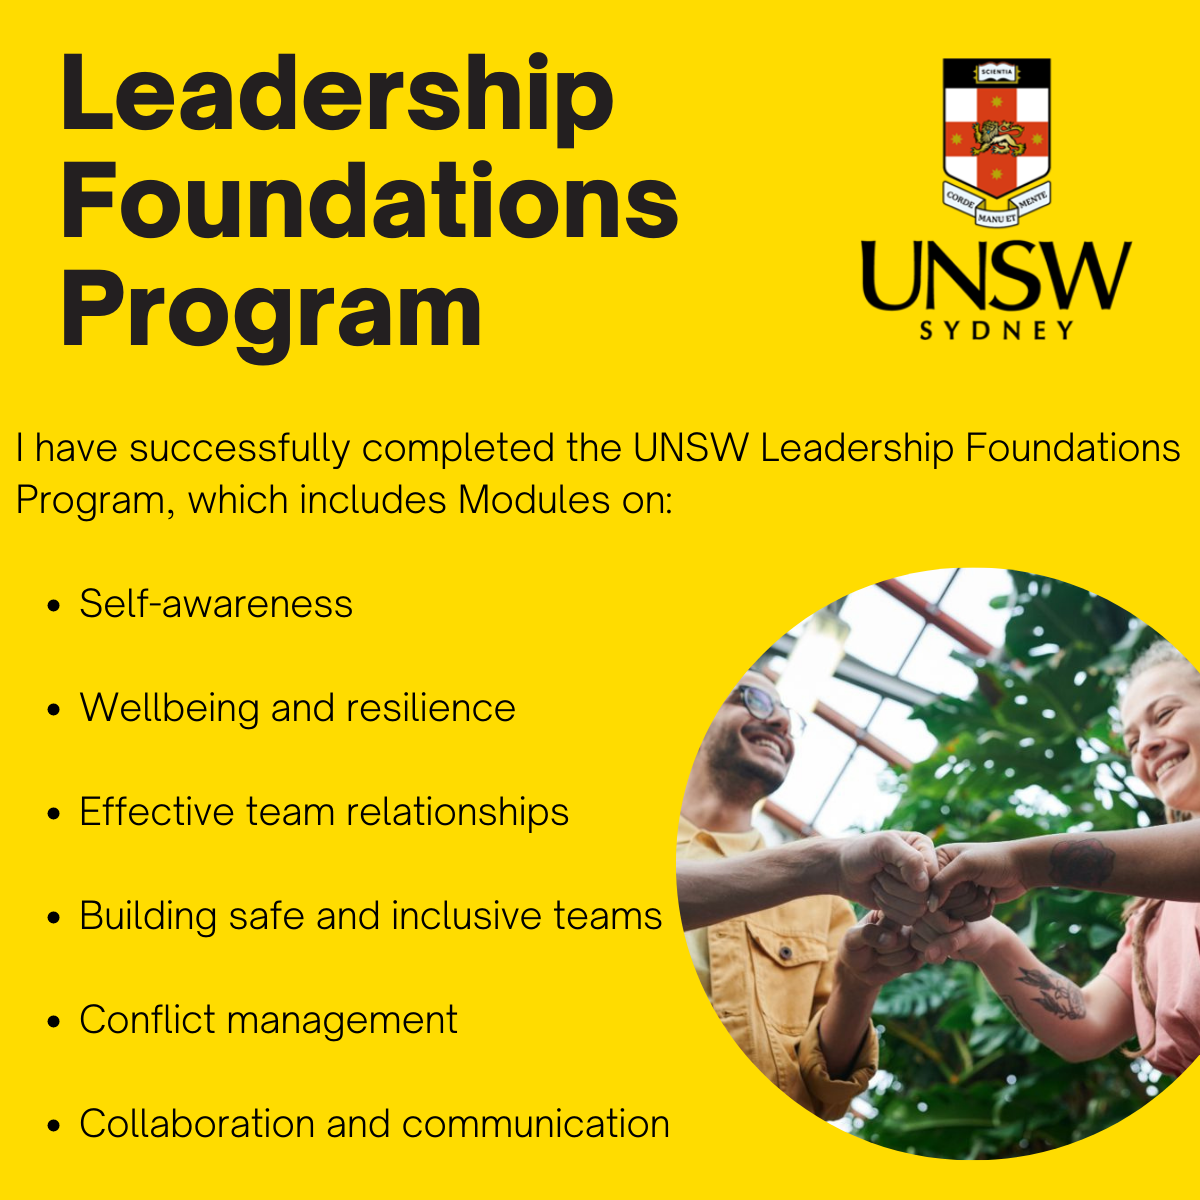 Leadership
Foundations
Program
SCIENTIA
CORDE
MANU ET
MENTE
UNSW
SYDNEY
I have successfully completed the UNSW Leadership Foundations
Program, which includes Modules on:
• Self-awareness
• Wellbeing and resilience
• Effective team relationships
• Building safe and inclusive teams
• Conflict management
• Collaboration and communication